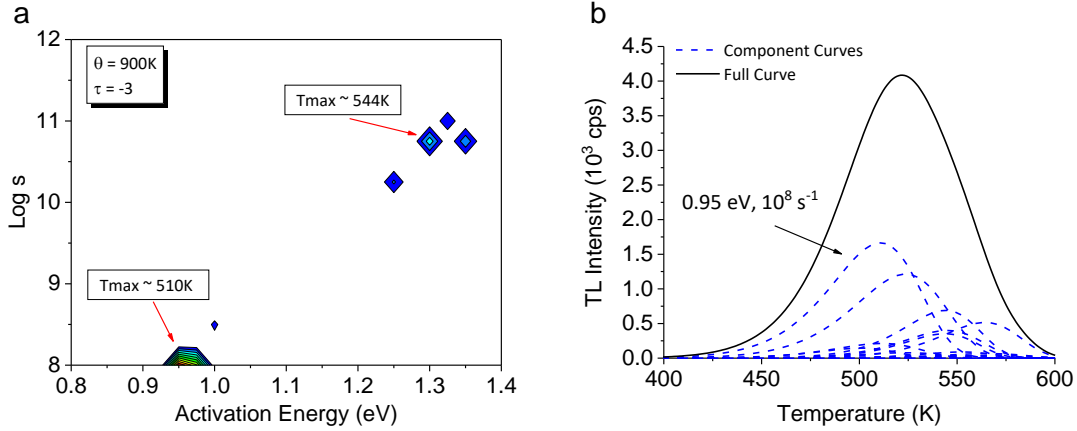 a
12
11
10
9
8
Log s
θ = 900K
τ = -3
Tmax ~ 544K
Tmax ~ 510K
0.8 0.9 1.0 1.1 1.2 1.3 1.4
Activation Energy (eV)
b
4.5
4.0
3.5
3.0
2.5
2.0
1.5
1.0
0.5
0.0
TL Intensity (10³ cps)
Component Curves
Full Curve
0.95 eV, 10⁸ s⁻¹
400 450 500 550 600
Temperature (K)